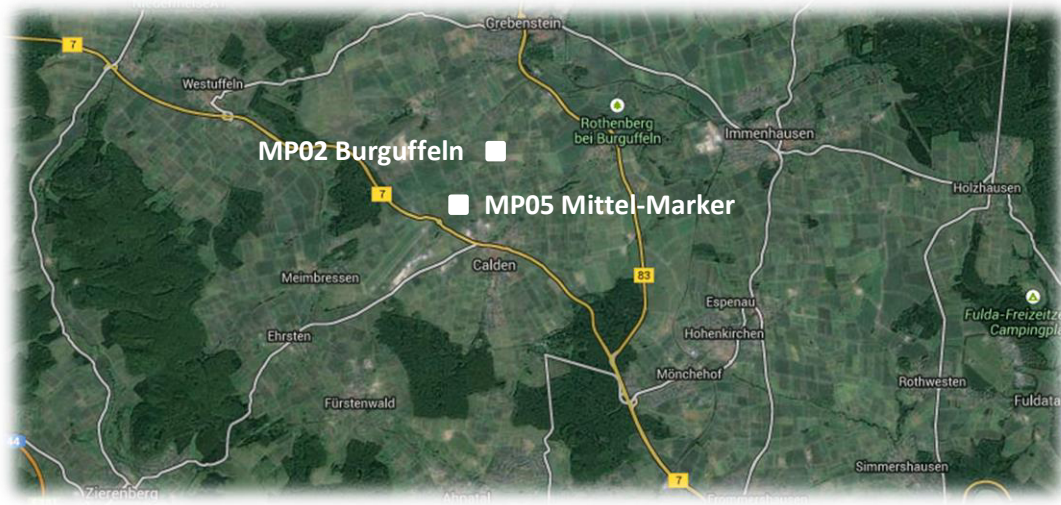 Grebenstein
7
Westuffeln
Rothenberg
bei Burguffeln
Immenhausen
MP02 Burguffeln
Holzhausen
7
MP05 Mittel-Marker
Calden
Meimbressen
83
Espenau
Fulda-Freizeitze
Campingpla
Hohenkirchen
Ehrsten
Mönchehof
Rothwesten
Fürstenwald
Fuldata
44
Simmershausen
7
Zierenberg